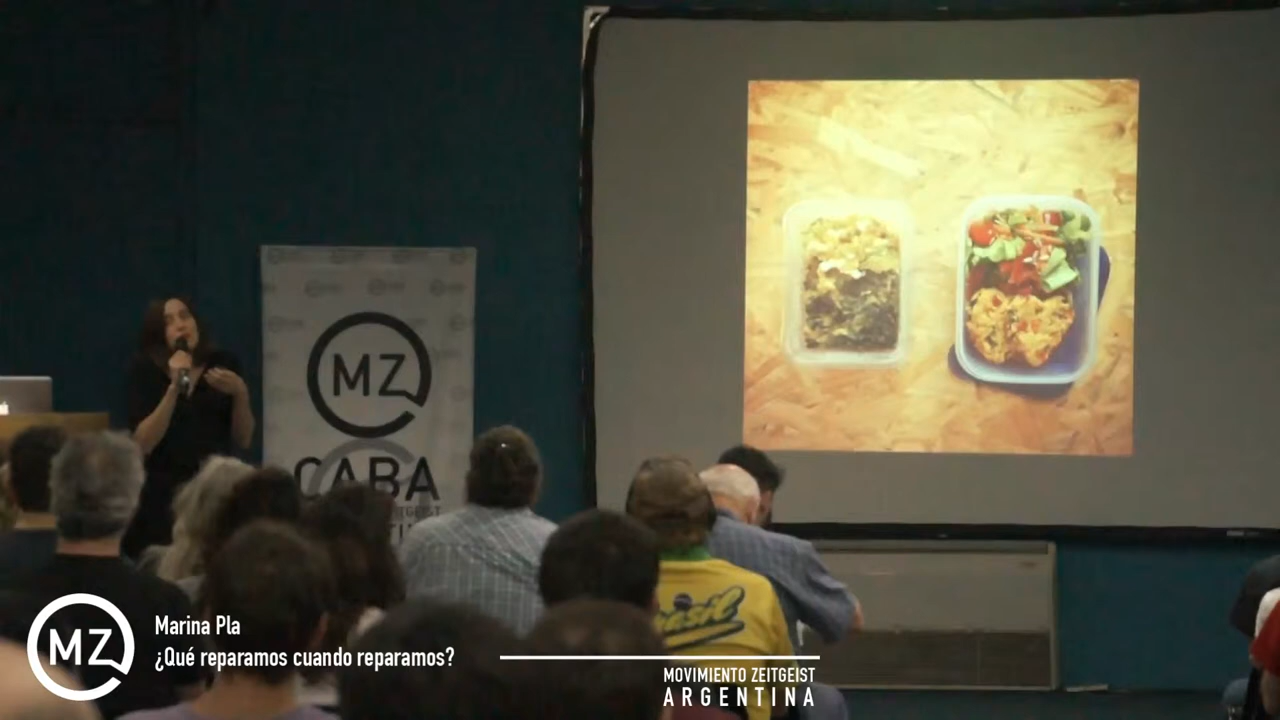 MZ
CABA
Brasil
MZ
Marina Pla
¿Qué reparamos cuando reparamos?
MOVIMIENTO ZEITGEIST
ARGENTINA